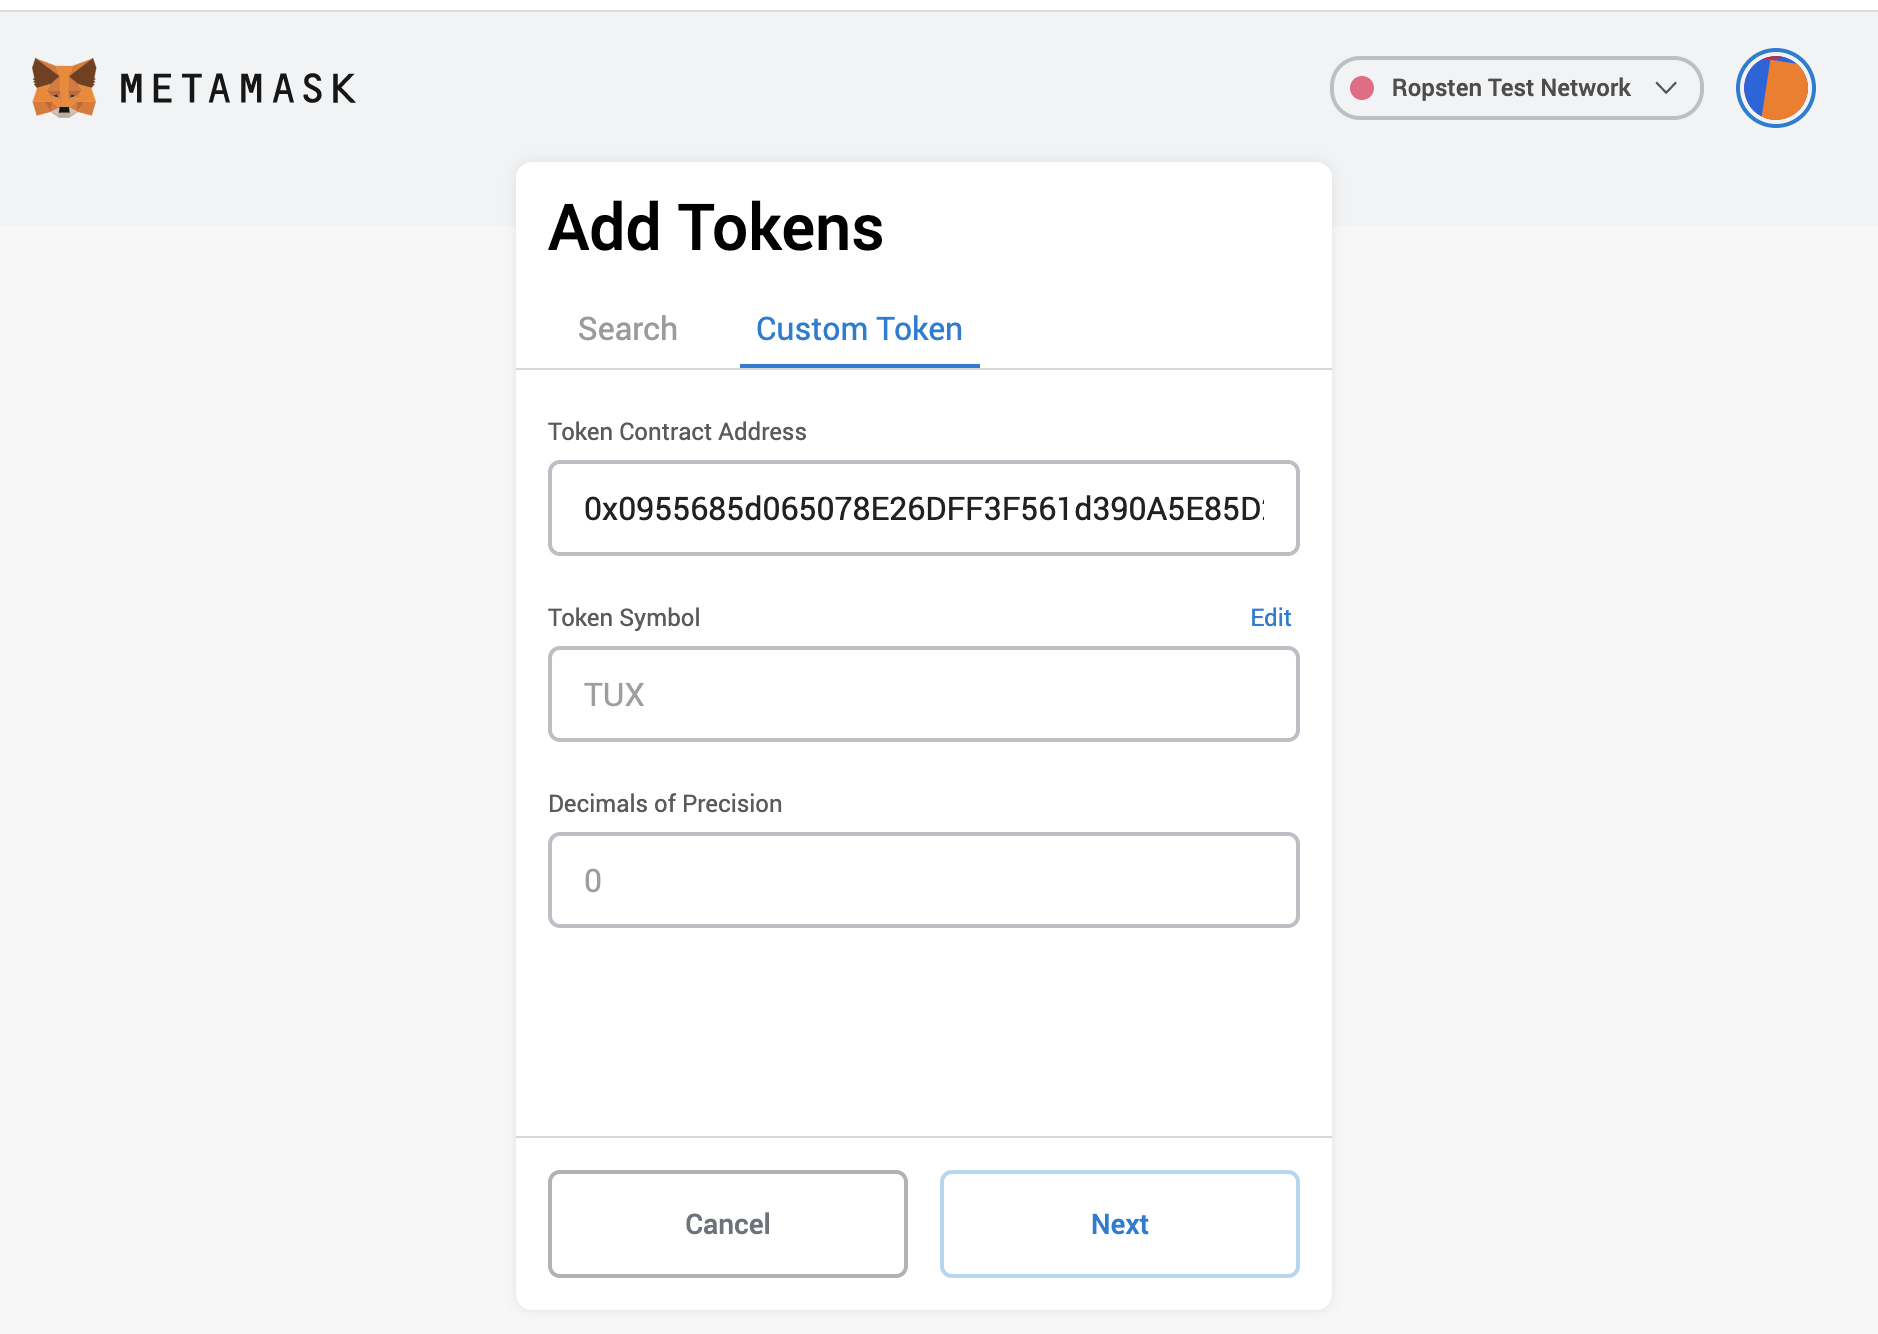 METAMASK
Ropsten Test Network
Add Tokens
Search
Custom Token
Token Contract Address
0x0955685d065078E26DFF3F561d390A5E85D
Token Symbol
Edit
TUX
Decimals of Precision
0
Cancel
Next